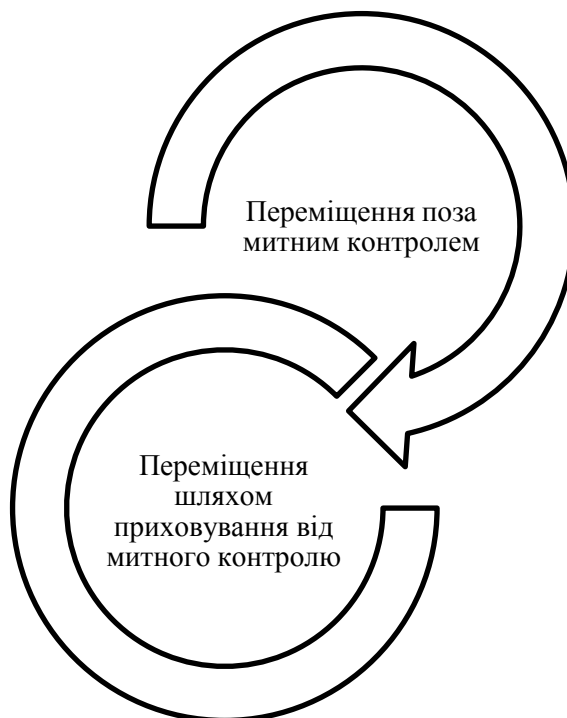 Переміщення поза
митним контролем
Переміщення
шляхом
приховування від
митного контролю